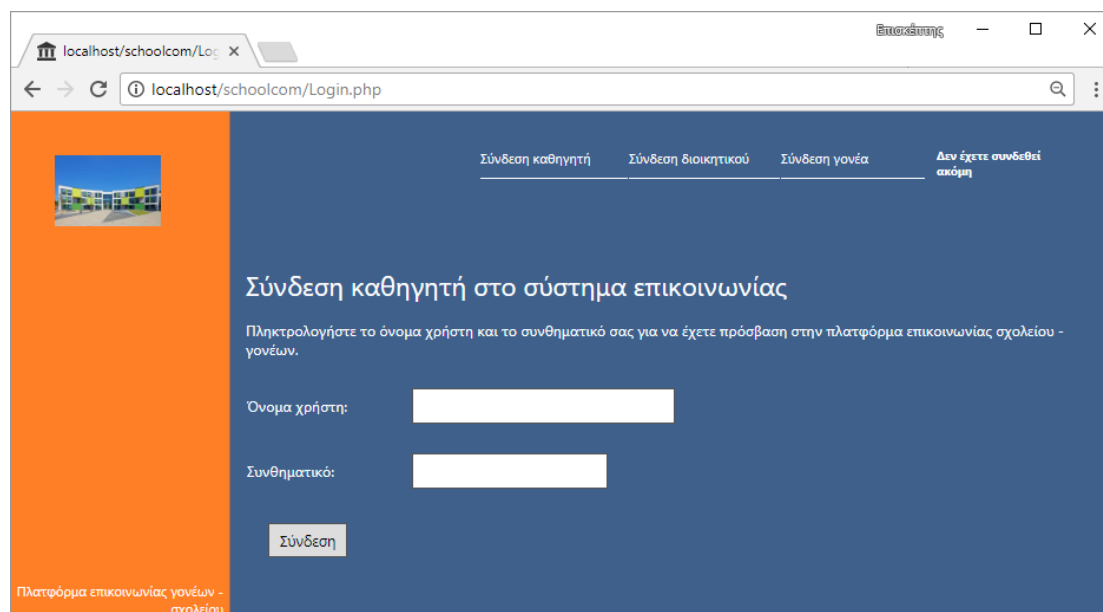 Επισκέπτης
localhost/schoolcom/Log
localhost/schoolcom/Login.php
Σύνδεση καθηγητή
Σύνδεση διοικητικού
Σύνδεση γονέα
Δεν έχετε συνδεθεί
ακόμη
Σύνδεση καθηγητή στο σύστημα επικοινωνίας
Πληκτρολογήστε το όνομα χρήστη και το συνθηματικό σας για να έχετε πρόσβαση στην πλατφόρμα επικοινωνίας σχολείου -
γονέων.
Όνομα χρήστη:
Συνθηματικό:
Σύνδεση
Πλατφόρμα επικοινωνίας γονέων -
σχολείου